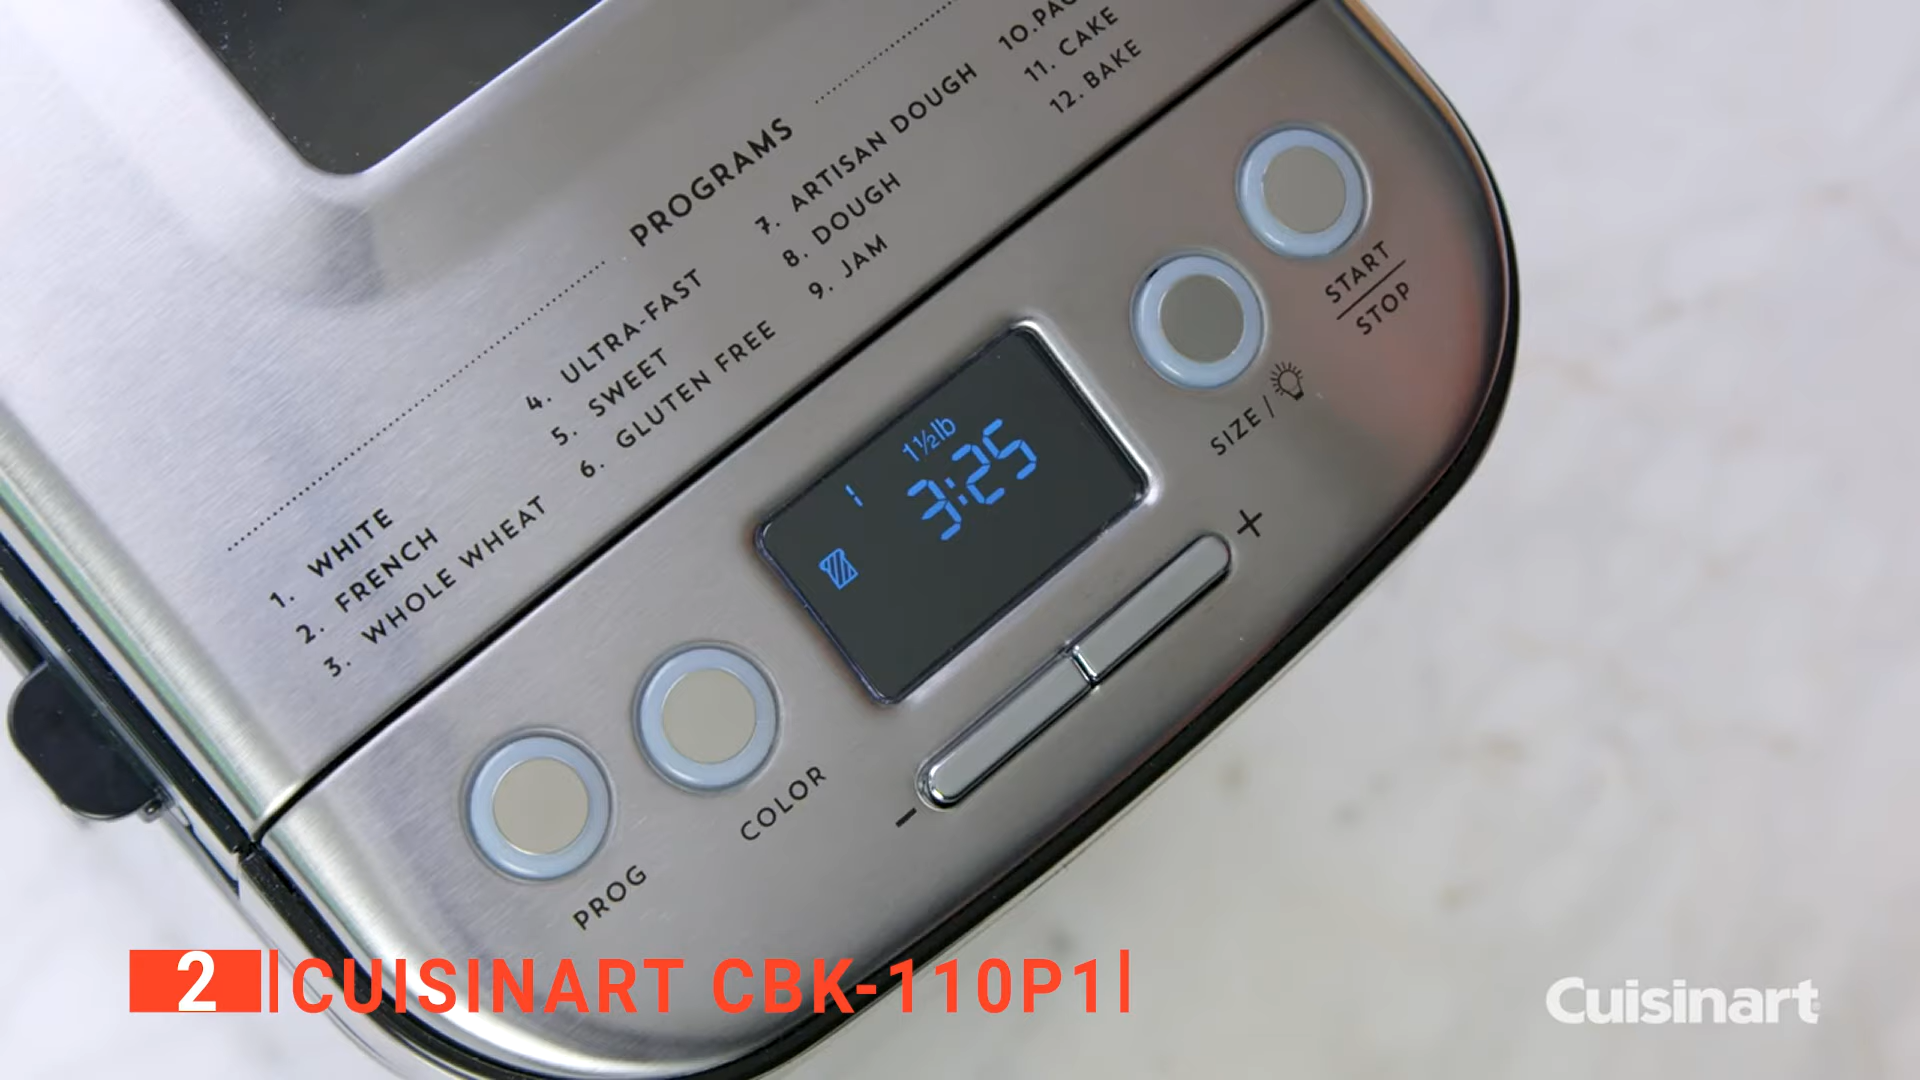 PROGRAMS
1. WHITE
2. FRENCH
3. WHOLE WHEAT
4. ULTRA-FAST
5. SWEET
6. GLUTEN FREE
7. ARTISAN DOUGH
8. DOUGH
9. JAM
10.
11. CAKE
12. BAKE
1½lb
1 3:25
START
STOP
SIZE /
+
-
COLOR
PROG
2 CUISINART CBK-110P1
Cuisinart